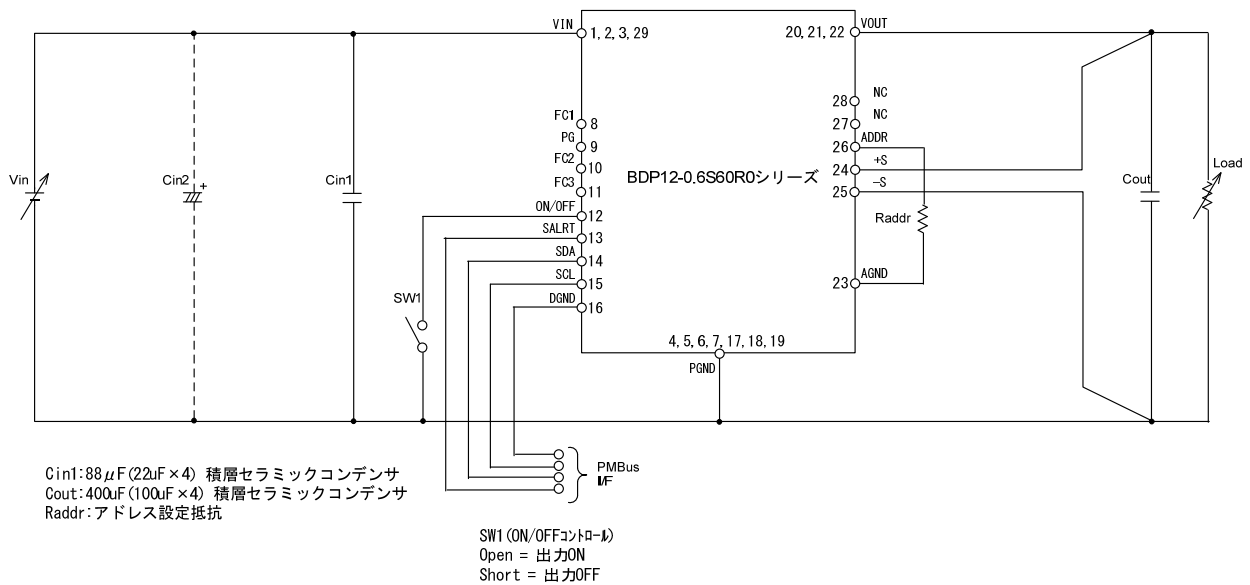 VIN
1, 2, 3, 29
20, 21, 22
VOUT
28
NC
27
NC
FC1
8
PG
9
FC2
10
FC3
11
ON/OFF
12
SALRT
13
SDA
14
SCL
15
DGND
16
26
ADDR
24
+S
25
-S
BDP12-0.6S60R0シリーズ
23
AGND
4, 5, 6, 7, 17, 18, 19
PGND
Vin
Cin2
+
Cin1
SW1
Raddr
Cout
Load
PMBus
I/F
Cin1:88μF(22uF×4) 積層セラミックコンデンサ
Cout:400uF(100uF×4) 積層セラミックコンデンサ
Raddr:アドレス設定抵抗
SW1(ON/OFFコントロール)
Open = 出力ON
Short = 出力OFF